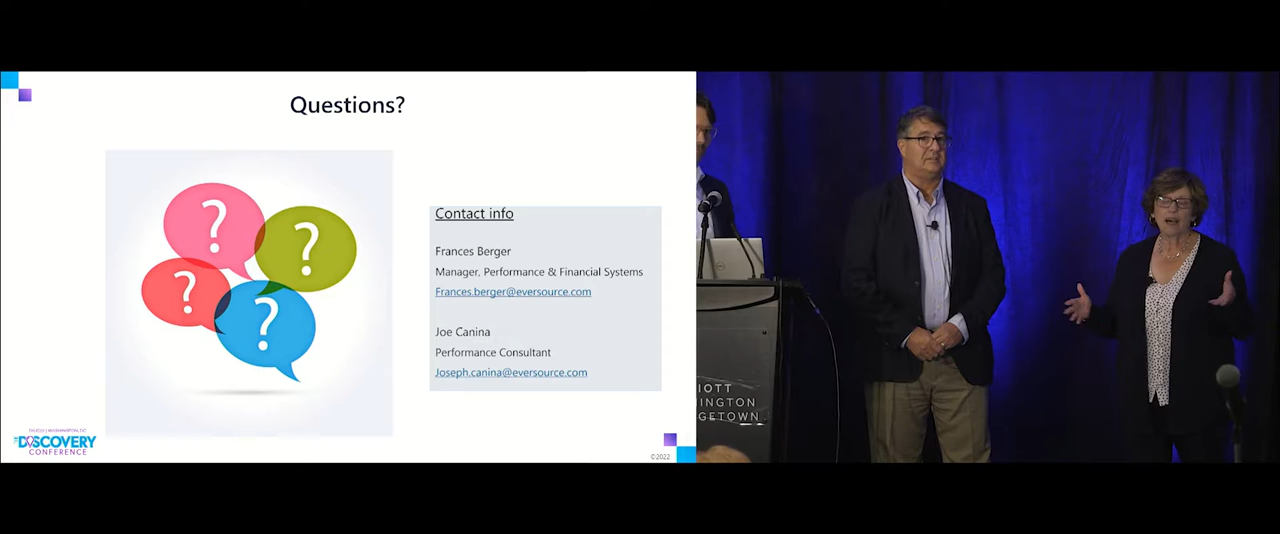 Questions?
?
?
?
?
Contact info
Frances Berger
Manager, Performance & Financial Systems
Frances.berger@eversource.com
Joe Canina
Performance Consultant
Joseph.canina@eversource.com
DISCOVERY
CONFERENCE
©2022
IOTT
INGTON
GETOWN